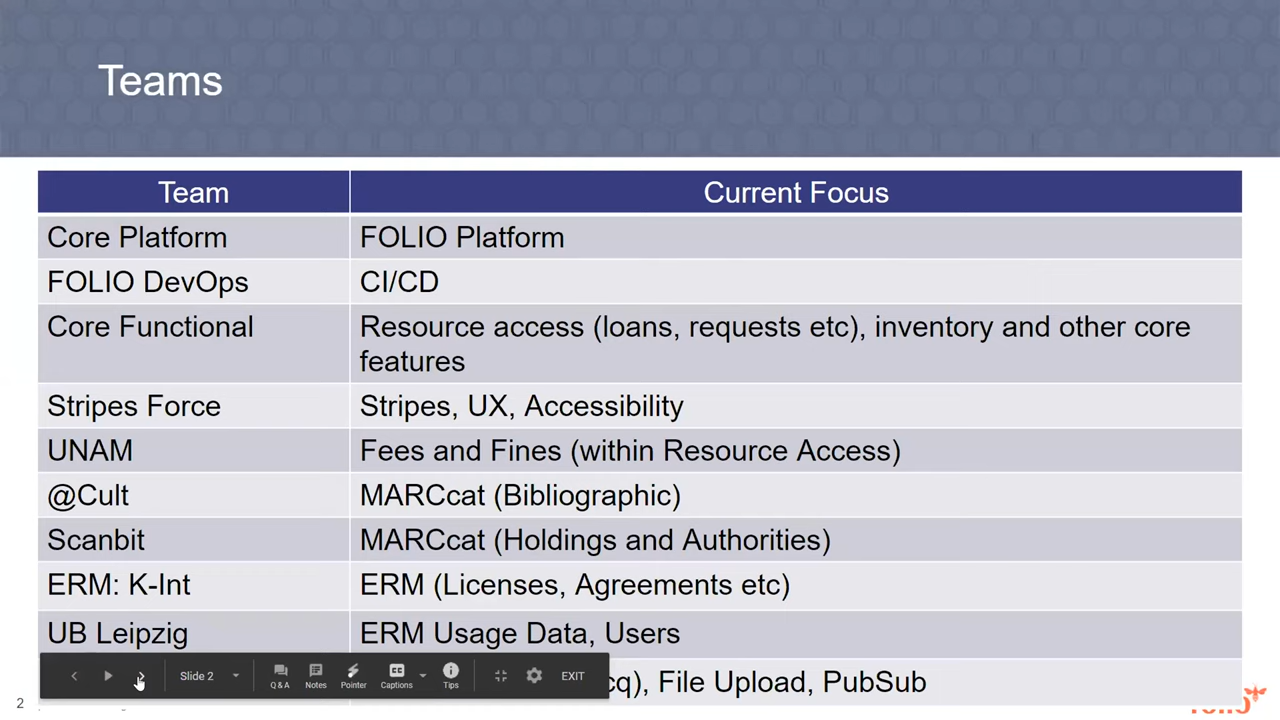 Teams
Team Current Focus
Core Platform FOLIO Platform
FOLIO DevOps CI/CD
Core Functional Resource access (loans, requests etc), inventory and other core
features
Stripes Force Stripes, UX, Accessibility
UNAM Fees and Fines (within Resource Access)
@Cult MARCcat (Bibliographic)
Scanbit MARCcat (Holdings and Authorities)
ERM: K-Int ERM (Licenses, Agreements etc)
UB Leipzig ERM Usage Data, Users
cq), File Upload, PubSub
Slide 2 Q & A Notes Pointer Captions Tips EXIT
2